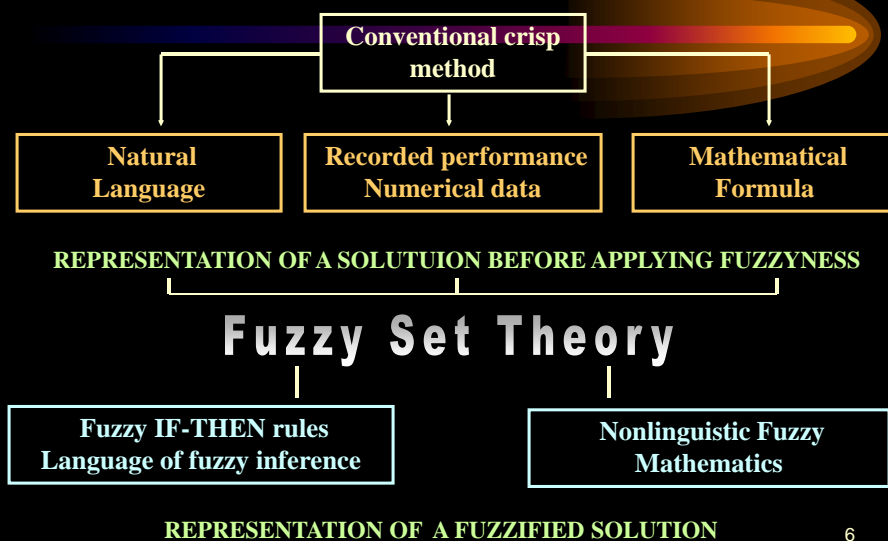 Conventional crisp
method
Natural
Language
Recorded performance
Numerical data
Mathematical
Formula
REPRESENTATION OF A SOLUTUION BEFORE APPLYING FUZZYNESS
Fuzzy Set Theory
Fuzzy IF-THEN rules
Language of fuzzy inference
Nonlinguistic Fuzzy
Mathematics
REPRESENTATION OF A FUZZIFIED SOLUTION
6